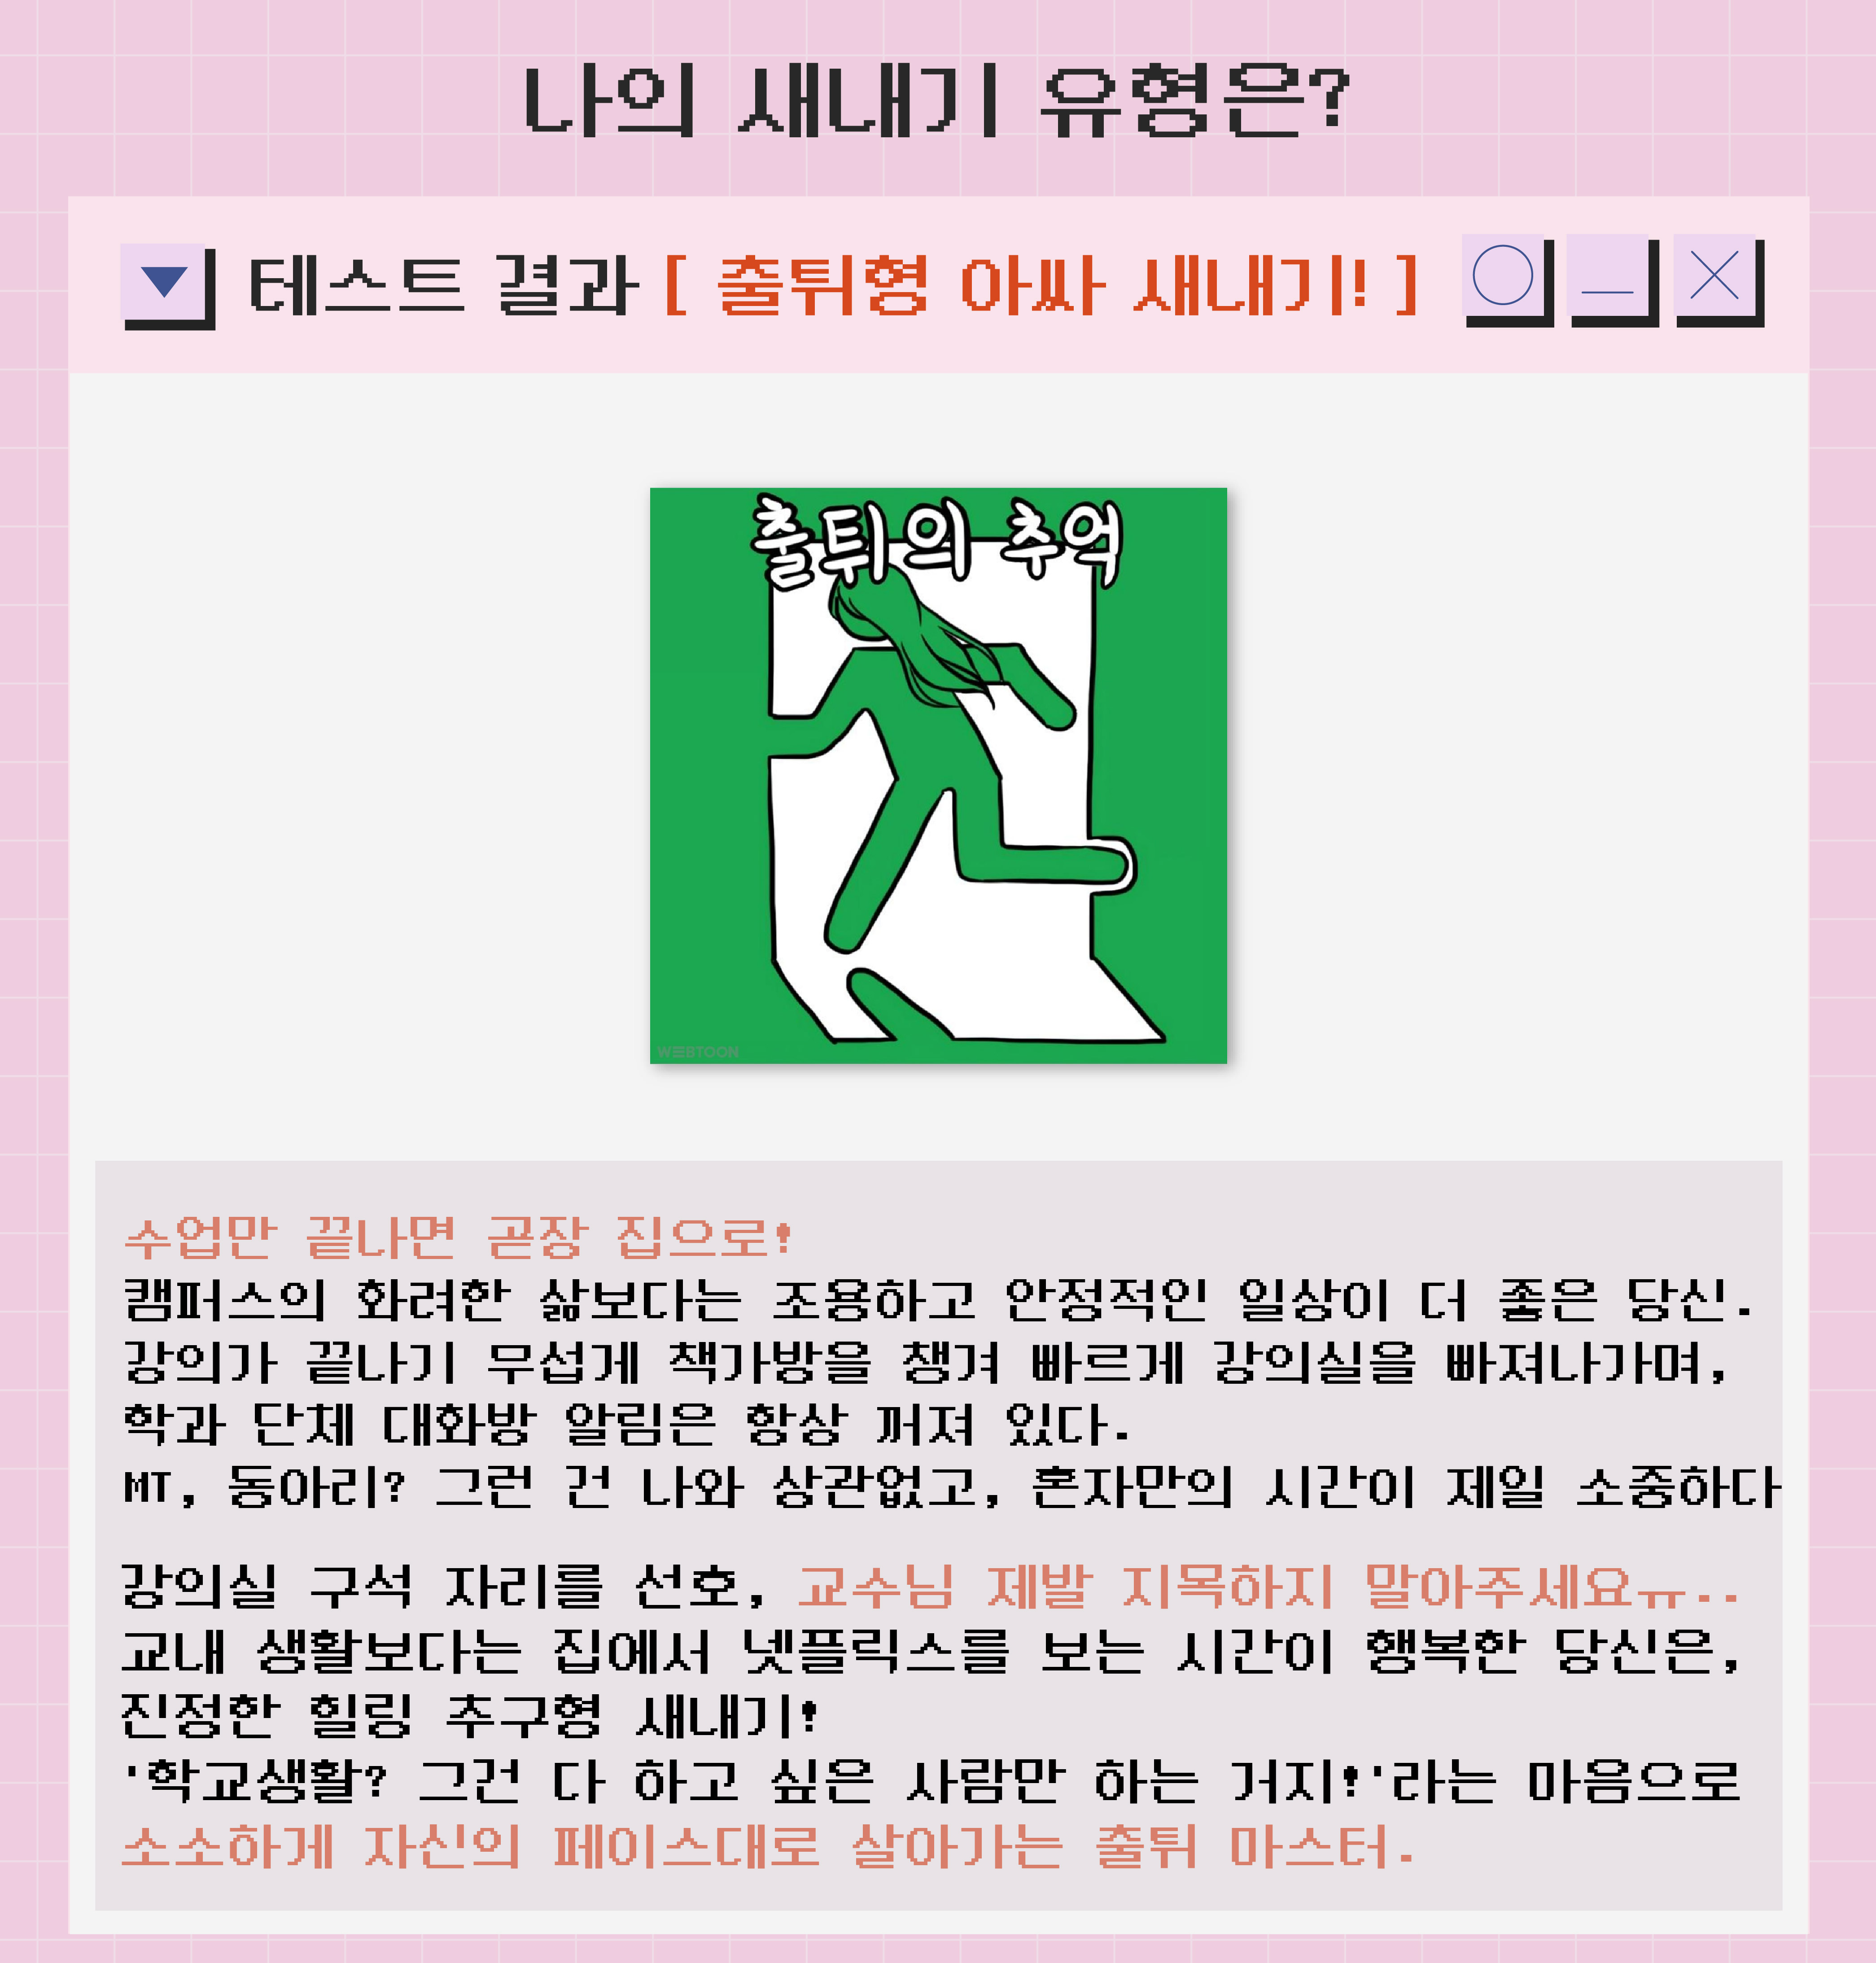 나의 새내기 유형은?
테스트 결과 [ 출튀형 아싸 새내기! ]
출튀의 추억
WEBTOON
수업만 끝나면 곧장 집으로!
캠퍼스의 화려한 삶보다는 조용하고 안정적인 일상이 더 좋은 당신.
강의가 끝나기 무섭게 책가방을 챙겨 빠르게 강의실을 빠져나가며,
학과 단체 대화방 알림은 항상 꺼져 있다.
MT, 동아리? 그런 건 나와 상관없고, 혼자만의 시간이 제일 소중하다
강의실 구석 자리를 선호, 교수님 제발 지목하지 말아주세요ㅠ..
교내 생활보다는 집에서 넷플릭스를 보는 시간이 행복한 당신은,
진정한 힐링 추구형 새내기!
'학교생활? 그건 다 하고 싶은 사람만 하는 거지!'라는 마음으로
소소하게 자신의 페이스대로 살아가는 출튀 마스터.